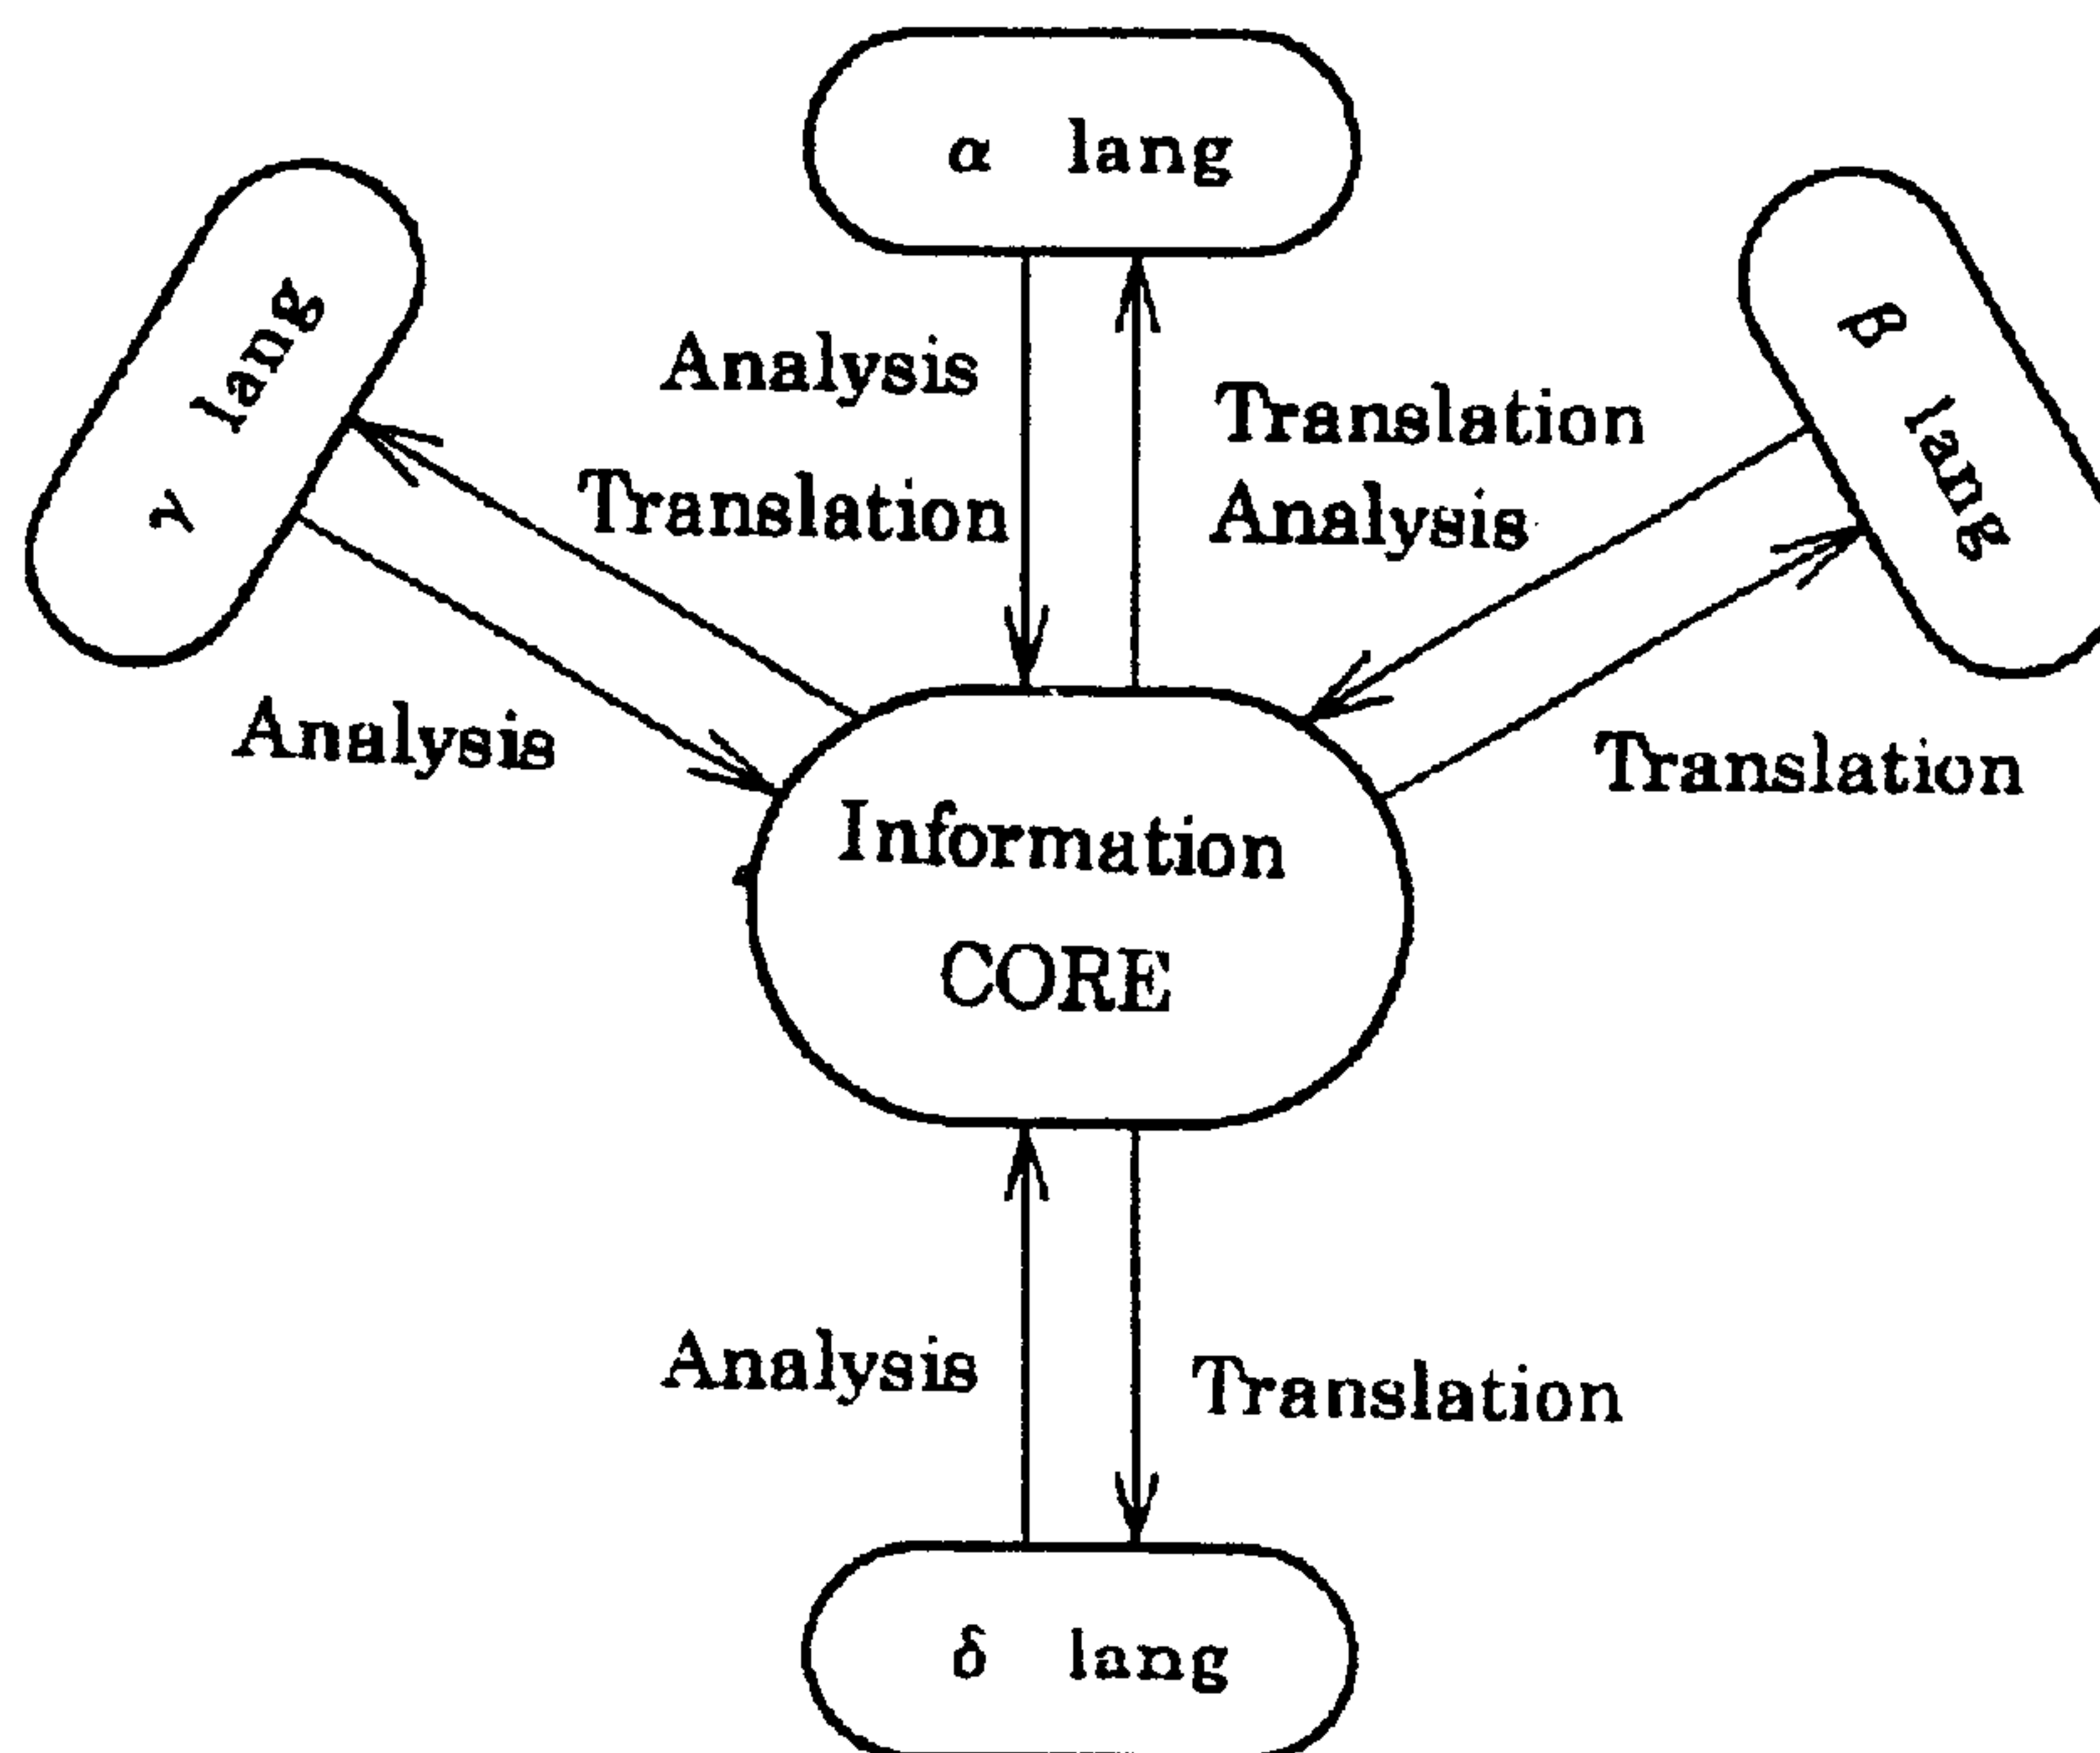 α lang
γ lang
β lang
Analysis
Translation
Translation
Analysis
Analysis
Translation
Information
CORE
Analysis
Translation
δ lang